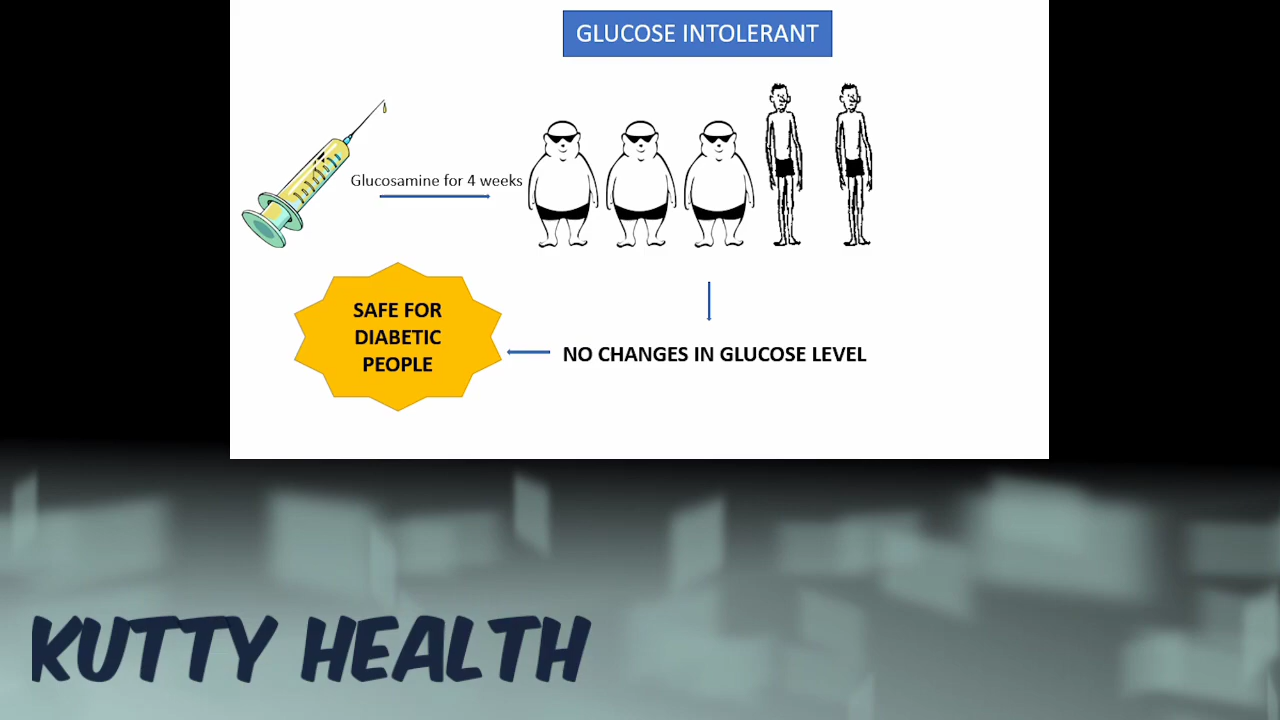 GLUCOSE INTOLERANT
Glucosamine for 4 weeks
SAFE FOR
DIABETIC
PEOPLE
NO CHANGES IN GLUCOSE LEVEL
KUTTY HEALTH